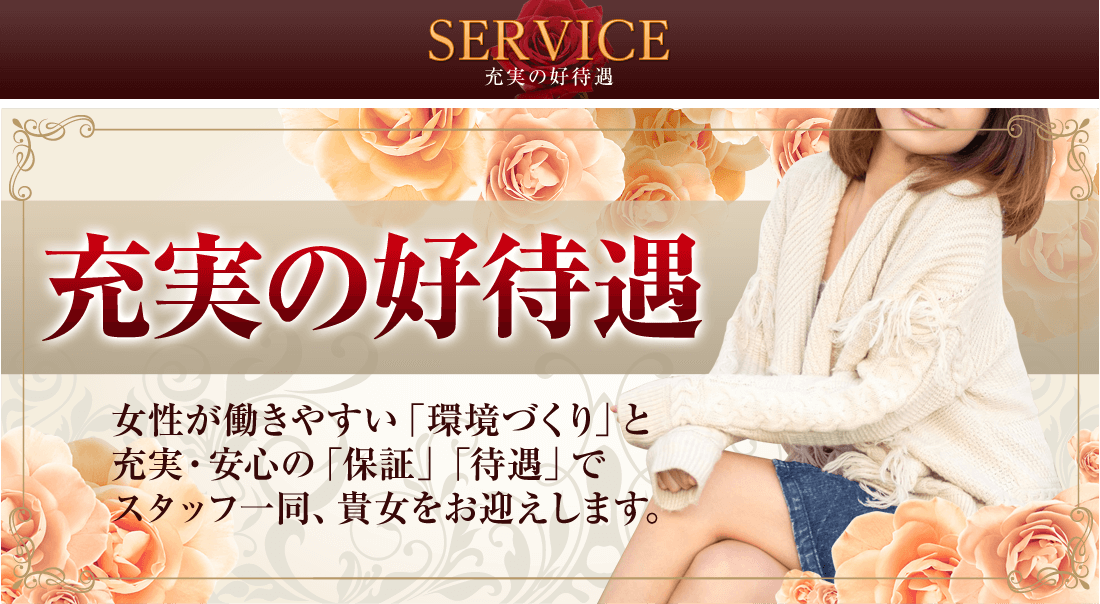 SERVICE
充実の好待遇
充実の好待遇
女性が働きやすい「環境づくり」と
充実・安心の「保証」「待遇」で
スタッフ一同、貴女をお迎えします。